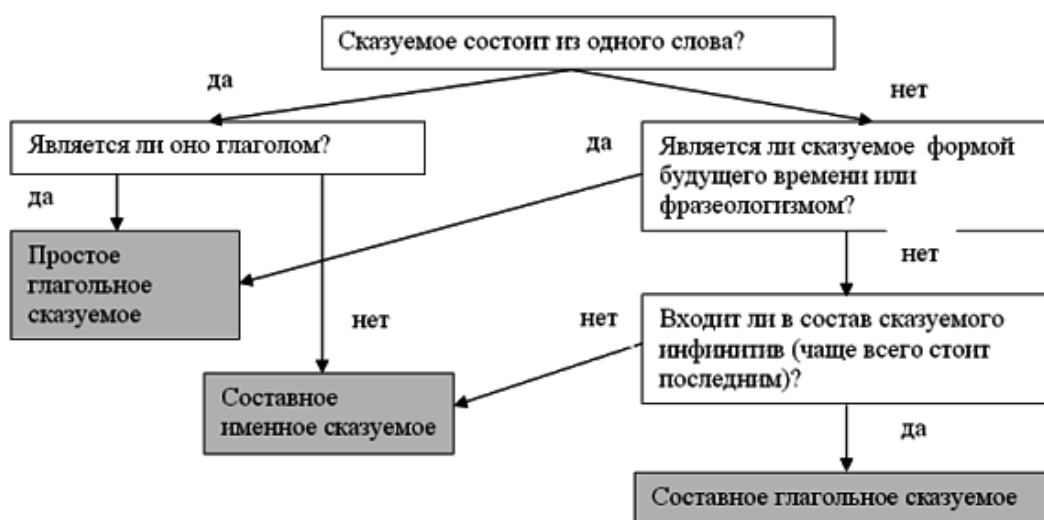 Сказуемое состоит из одного слова?
да
нет
Является ли оно глаголом?
да
Является ли сказуемое формой
будущего времени или
фразеологизмом?
да
Простое
глагольное
сказуемое
нет
нет
нет
Входит ли в состав сказуемого
инфинитив (чаще всего стоит
последним)?
Составное
именное сказуемое
да
Составное глагольное сказуемое